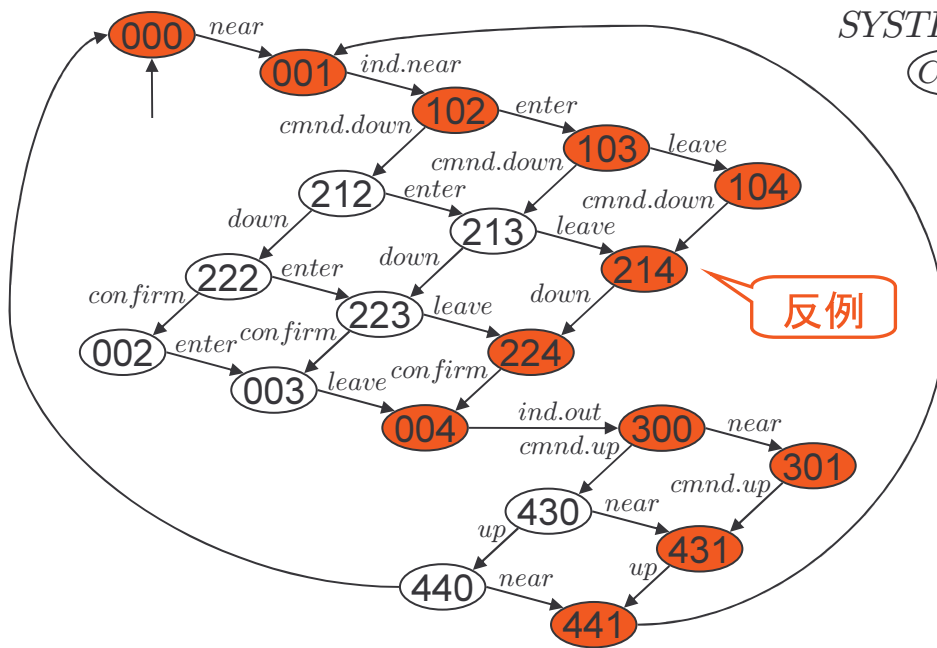 000
near
SYST
001
ind.near
C
102
enter
cmnd.down
103
leave
cmnd.down
104
212
enter
cmnd.down
213
leave
down
214
222
enter
down
反例
confirm
223
leave
down
002
enter
confirm
224
003
leave
confirm
004
ind.out
300
near
cmnd.up
301
430
near
cmnd.up
431
up
440
near
up
441